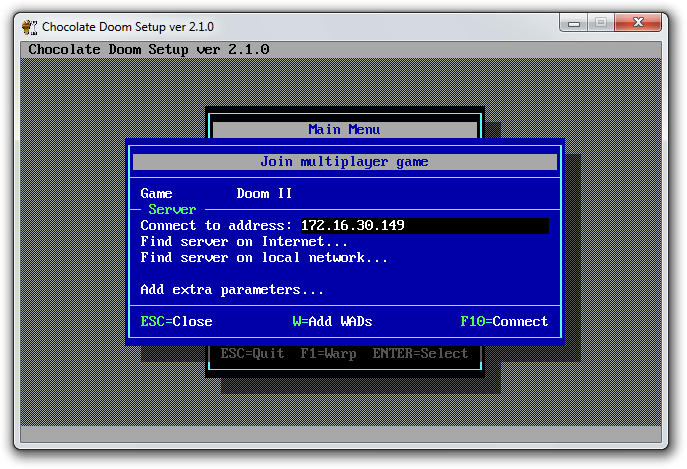 Chocolate Doom Setup ver 2.1.0
Chocolate Doom Setup ver 2.1.0
Main Menu
Join multiplayer game
Game Doom II
Server
Connect to address: 172.16.30.149
Find server on Internet...
Find server on local network...
Add extra parameters...
ESC=Close W=Add WADs F10=Connect
ESC=Quit F1=Warp ENTER=Select